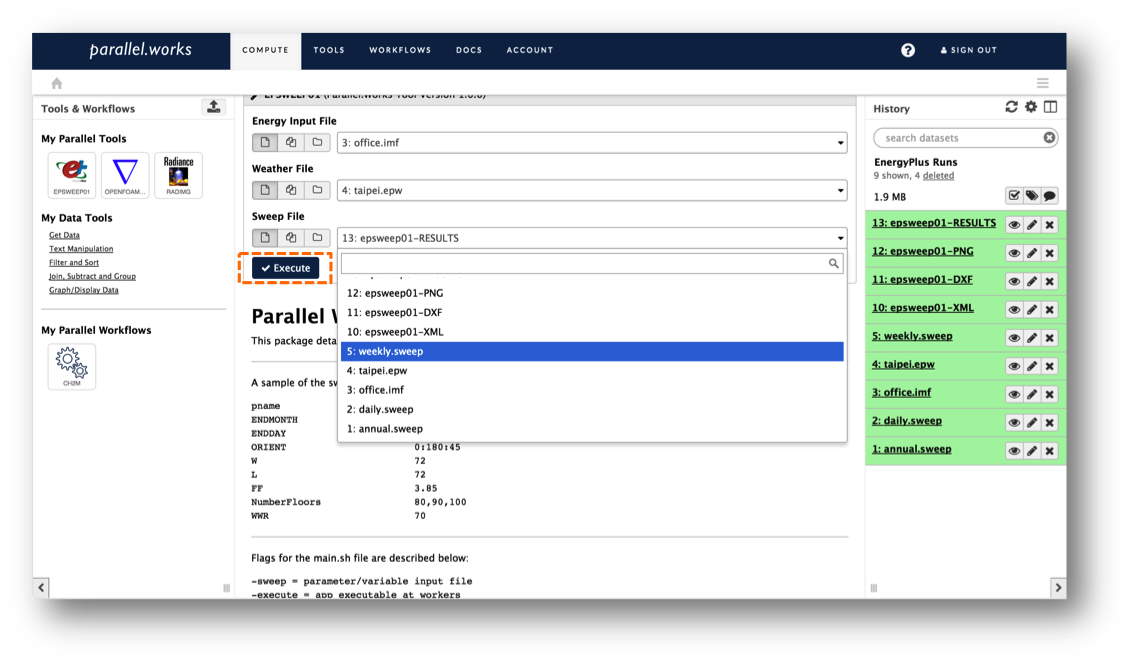 parallel.works
COMPUTE
TOOLS
WORKFLOWS
DOCS
ACCOUNT
?
SIGN OUT
Tools & Workflows
My Parallel Tools
EPSWEEP01
OPENFOAM...
Radiance
RADIMG
My Data Tools
Get Data
Text Manipulation
Filter and Sort
Join, Subtract and Group
Graph/Display Data
My Parallel Workflows
CH2M
EPSWEEP01 (Parallel.Works Tool Version 1.0.0)
Energy Input File
3: office.imf
Weather File
4: taipei.epw
Sweep File
13: epsweep01-RESULTS
Execute
12: epsweep01-PNG
11: epsweep01-DXF
10: epsweep01-XML
5: weekly.sweep
4: taipei.epw
3: office.imf
2: daily.sweep
1: annual.sweep
Parallel
This package
A sample of the
pname
ENDMONTH
ENDDAY
ORIENT 0:180:45
W 72
L 72
FF 3.85
NumberFloors 80,90,100
WWR 70
Flags for the main.sh file are described below:
-sweep = parameter/variable input file
-execute = app executable at workers
History
search datasets
EnergyPlus Runs
9 shown, 4 deleted
1.9 MB
13: epsweep01-RESULTS
12: epsweep01-PNG
11: epsweep01-DXF
10: epsweep01-XML
5: weekly.sweep
4: taipei.epw
3: office.imf
2: daily.sweep
1: annual.sweep